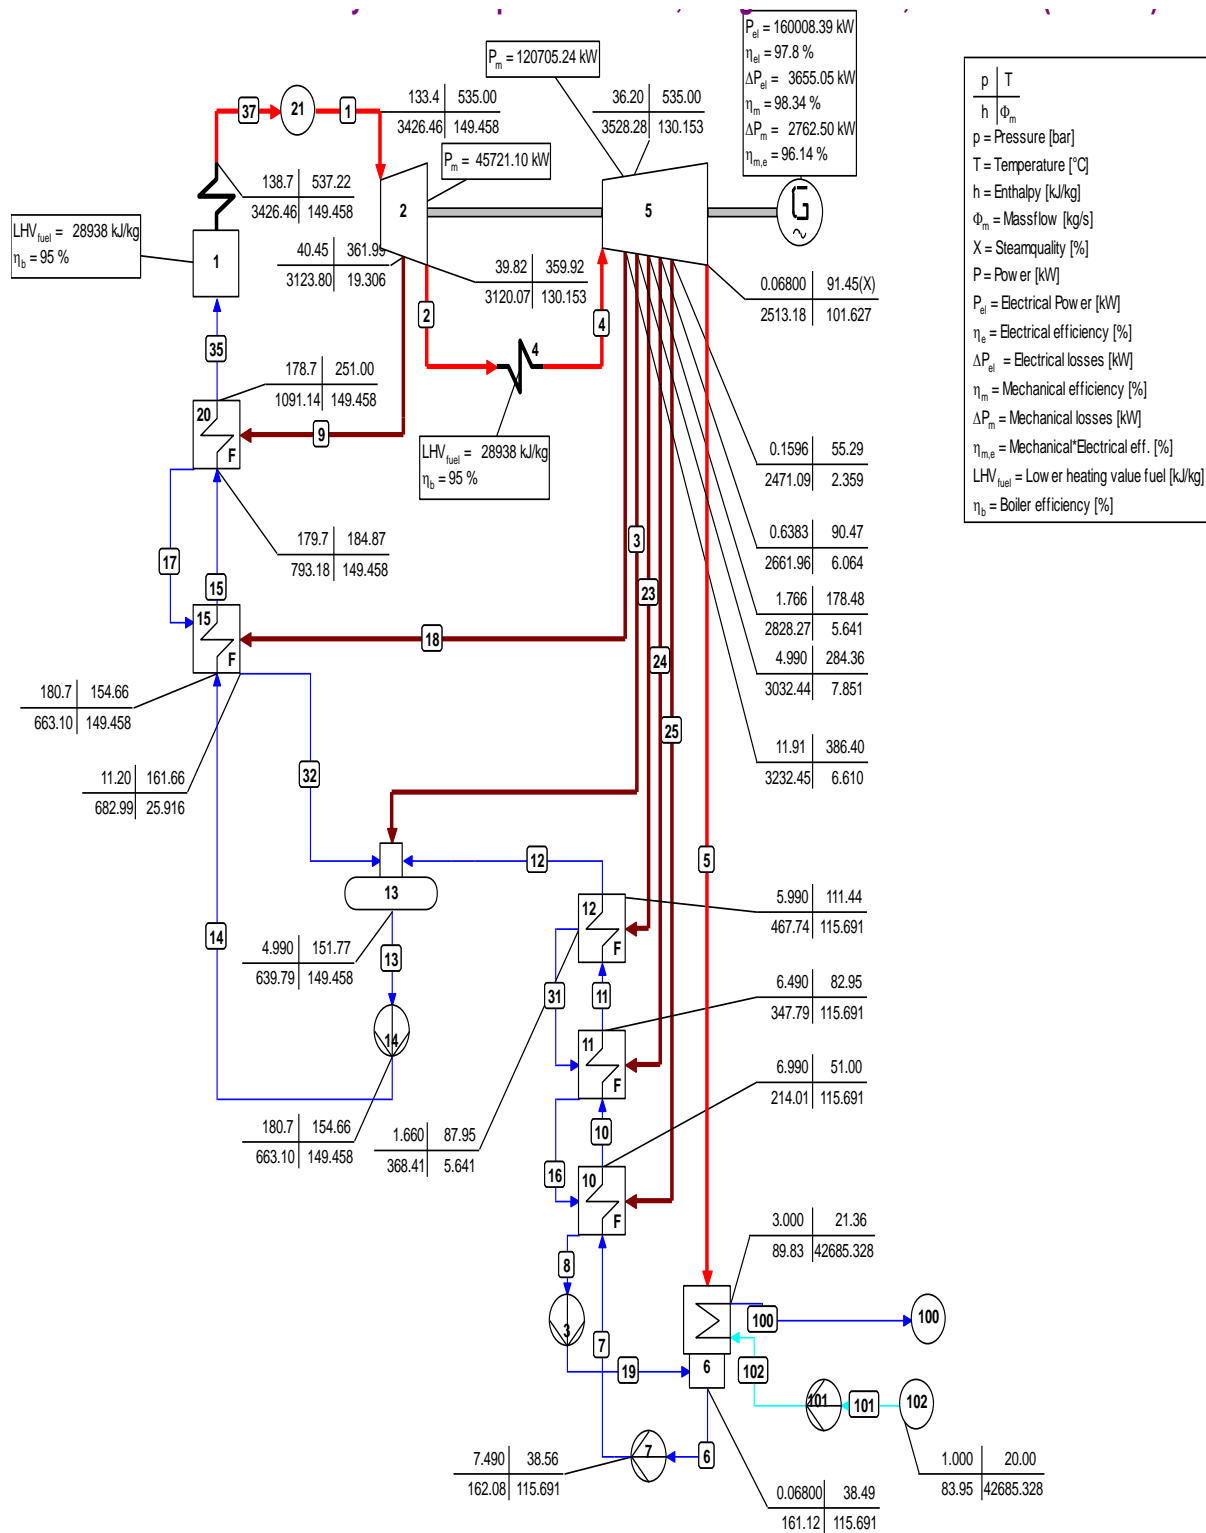 P_m = 120705.24 kW
P_el = 160008.39 kW
η_el = 97.8 %
ΔP_el = 3655.05 kW
η_m = 98.34 %
ΔP_m = 2762.50 kW
η_m,e = 96.14 %
p T
h Φ_m
p = Pressure [bar]
T = Temperature [°C]
h = Enthalpy [kJ/kg]
Φ_m = Massflow [kg/s]
X = Steamquality [%]
P = Power [kW]
P_el = Electrical Power [kW]
η_e = Electrical efficiency [%]
ΔP_el = Electrical losses [kW]
η_m = Mechanical efficiency [%]
ΔP_m = Mechanical losses [kW]
η_m,e = Mechanical*Electrical eff. [%]
LHV_fuel = Lower heating value fuel [kJ/kg]
η_b = Boiler efficiency [%]
37
21
1
133.4 535.00
3426.46 149.458
36.20 535.00
3528.28 130.153
P_m = 45721.10 kW
138.7 537.22
3426.46 149.458
2
5
G
~
LHV_fuel = 28938 kJ/kg
η_b = 95 %
1
40.45 361.99
3123.80 19.306
39.82 359.92
3120.07 130.153
0.06800 91.45(X)
2513.18 101.627
2
4
4
35
178.7 251.00
1091.14 149.458
20
F
9
LHV_fuel = 28938 kJ/kg
η_b = 95 %
0.1596 55.29
2471.09 2.359
179.7 184.87
793.18 149.458
3
0.6383 90.47
2661.96 6.064
17
15
23
1.766 178.48
2828.27 5.641
15
F
18
24
4.990 284.36
3032.44 7.851
180.7 154.66
663.10 149.458
25
11.91 386.40
3232.45 6.610
11.20 161.66
682.99 25.916
32
12
5
13
12
F
5.990 111.44
467.74 115.691
14
4.990 151.77
639.79 149.458
13
31
11
6.490 82.95
347.79 115.691
14
11
F
6.990 51.00
214.01 115.691
180.7 154.66
663.10 149.458
1.660 87.95
368.41 5.641
10
16
10
F
3.000 21.36
89.83 42685.328
8
3
7
100
100
19
6
102
101
101
102
7.490 38.56
162.08 115.691
7
6
1.000 20.00
83.95 42685.328
0.06800 38.49
161.12 115.691